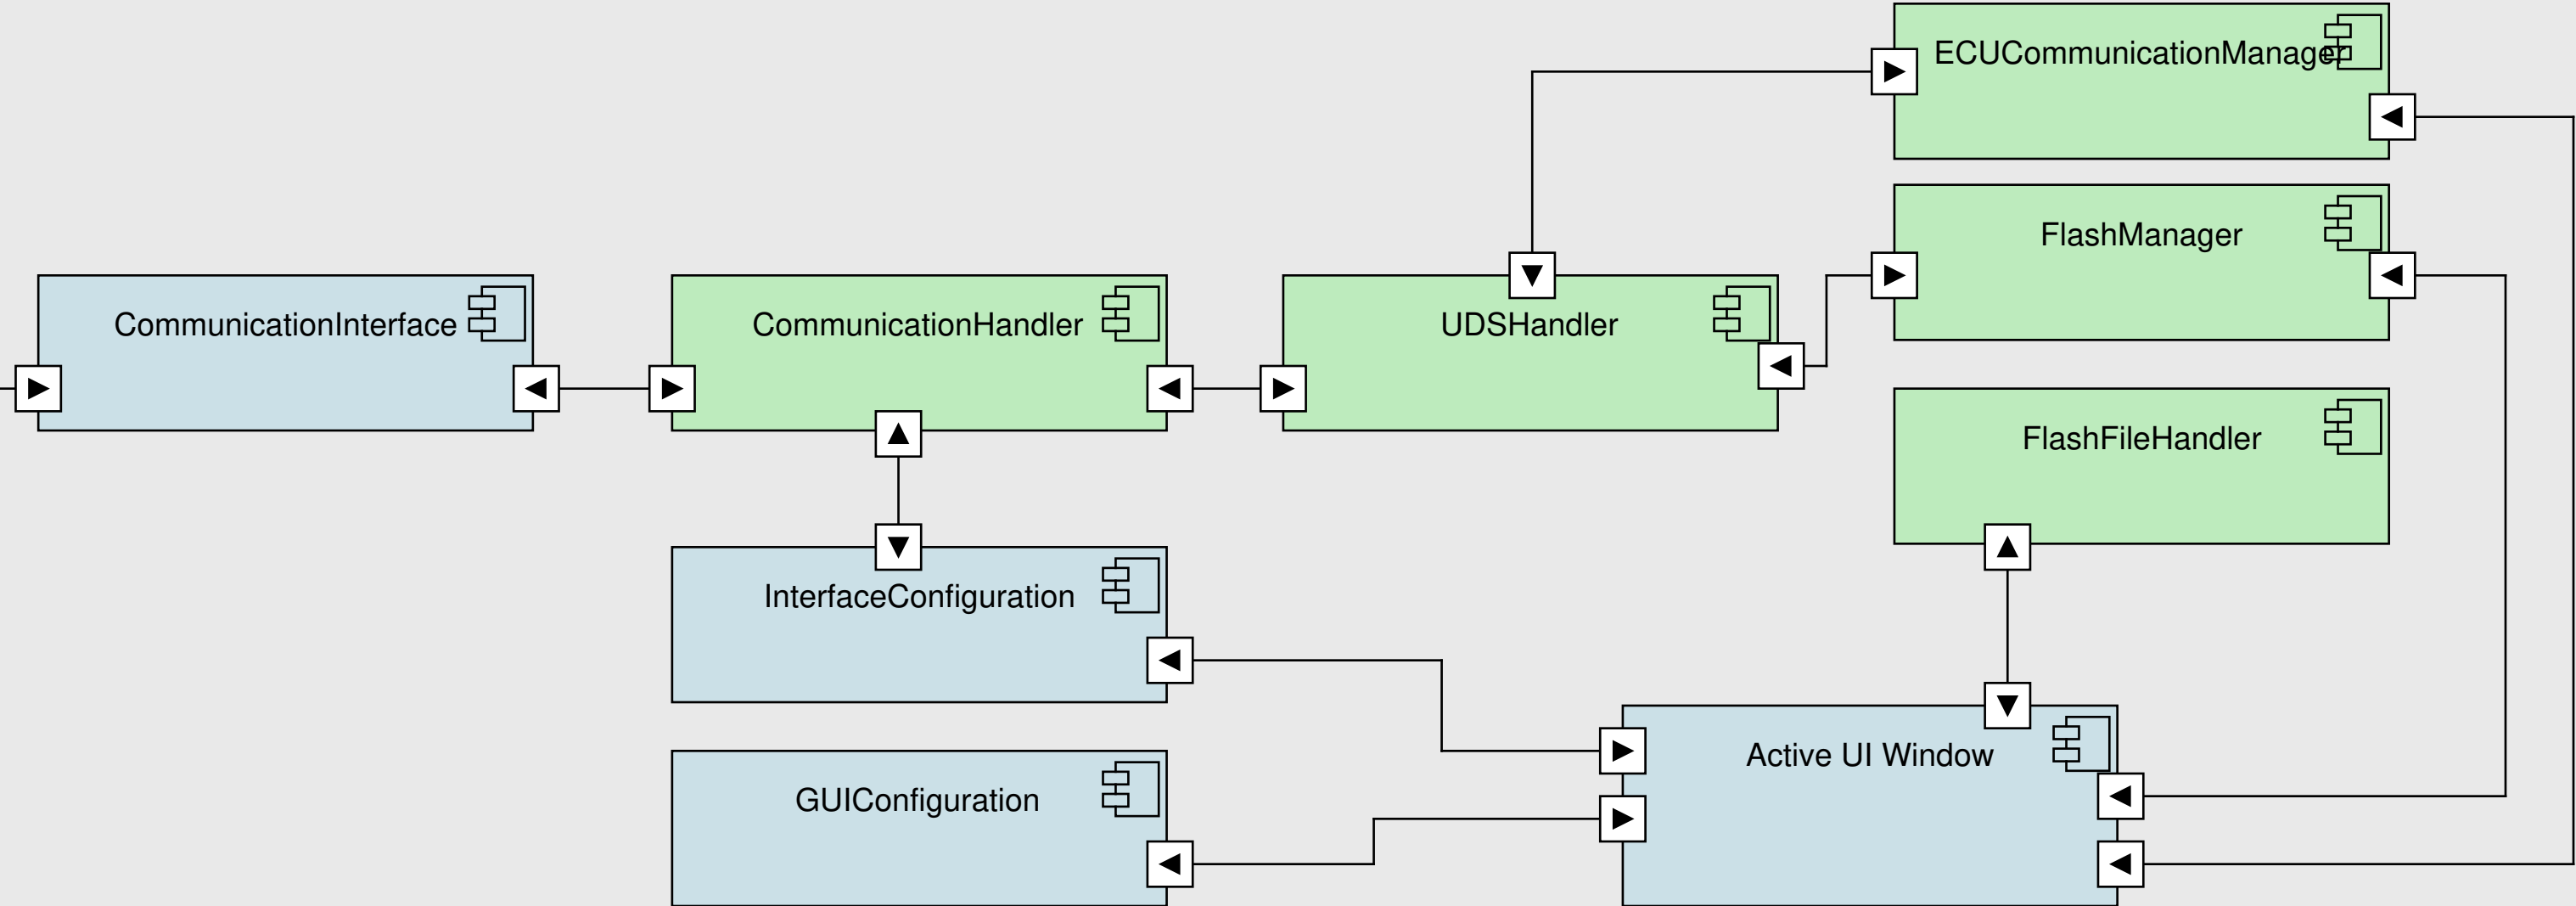 ECUCommunicationManager
FlashManager
CommunicationInterface
CommunicationHandler
UDSHandler
FlashFileHandler
InterfaceConfiguration
Active UI Window
GUIConfiguration